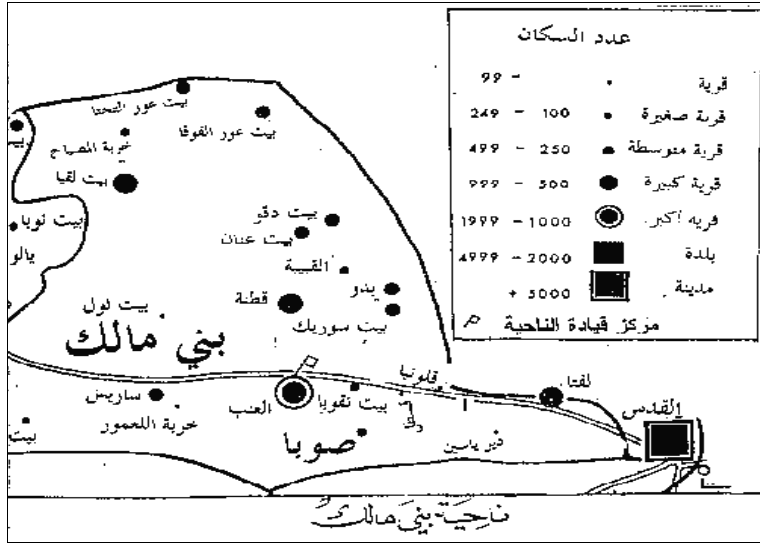 عدد السكان
قرية - 99
قرية صغيرة 100 - 249
قرية متوسطة 250 - 499
قرية كبيرة 500 - 999
قرية أكبر 1000 - 1999
بلدة 2000 - 4999
مدينة 5000 +
مركز قيادة الناحية
بيت عور التحتا
بيت عور الفوقا
خربة المصباح
بيت لقيا
بيت نوبا
يالو
بيت دقو
بيت عنان
القبيبة
بدو
قطنة
بيت سوريك
بيت لول
بني مالك
قلونيا
لفتا
القدس
ساريس
العنب
بيت نقوبا
خربة اللحمور
صوبا
دير ياسين
بيت
ناحية بني مالك